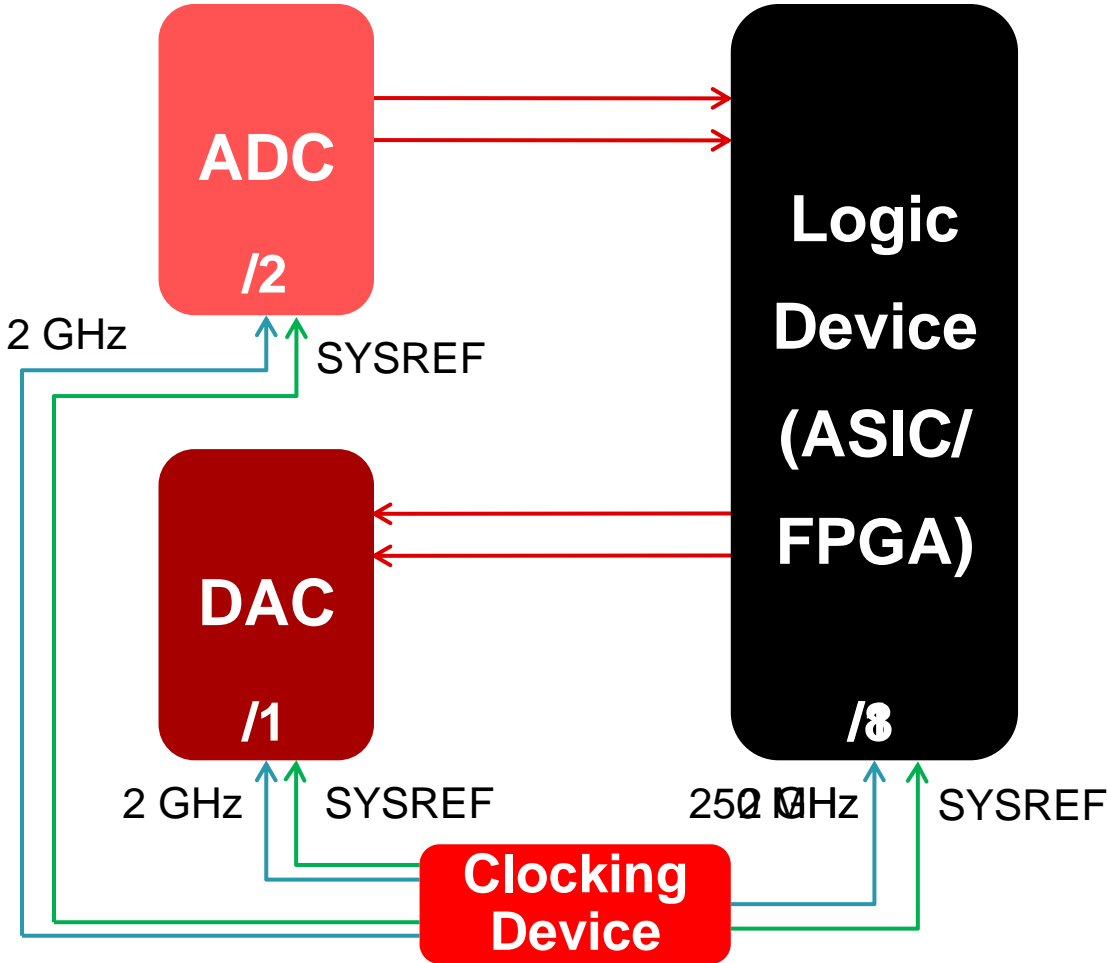 ADC
/2
2 GHz
SYSREF
Logic
Device
(ASIC/
FPGA)
DAC
/1
2 GHz
SYSREF
SYSREF
Clocking
Device